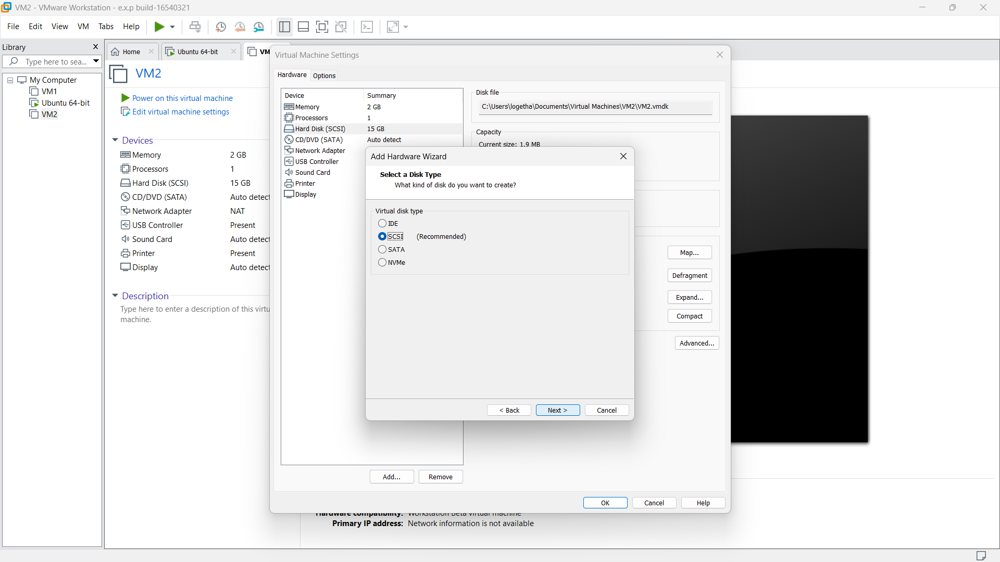 VM2 - VMware Workstation - e.x.p build-16540321
File Edit View VM Tabs Help
Library
Type here to sea...
My Computer
VM1
Ubuntu 64-bit
VM2
Home
Ubuntu 64-bit
VM
VM2
Power on this virtual machine
Edit virtual machine settings
Devices
Memory 2 GB
Processors 1
Hard Disk (SCSI) 15 GB
CD/DVD (SATA) Auto detect
Network Adapter NAT
USB Controller Present
Sound Card Auto detect
Printer Present
Display Auto detect
Description
Type here to enter a description of this virtu
machine.
Virtual Machine Settings
Hardware Options
Device Summary
Memory 2 GB
Processors 1
Hard Disk (SCSI) 15 GB
CD/DVD (SATA) Auto detect
Network Adapter
USB Controller
Sound Card
Printer
Display
Disk file
C:\Users\logetha\Documents\Virtual Machines\VM2\VM2.vmdk
Capacity
Current size: 1.9 MB
Add Hardware Wizard
Select a Disk Type
What kind of disk do you want to create?
Virtual disk type
IDE
SCSI (Recommended)
SATA
NVMe
< Back Next > Cancel
Map...
Defragment
Expand...
Compact
Advanced...
Add... Remove
OK Cancel Help
Hardware compatibility: Workstation Beta virtual machine
Primary IP address: Network information is not available